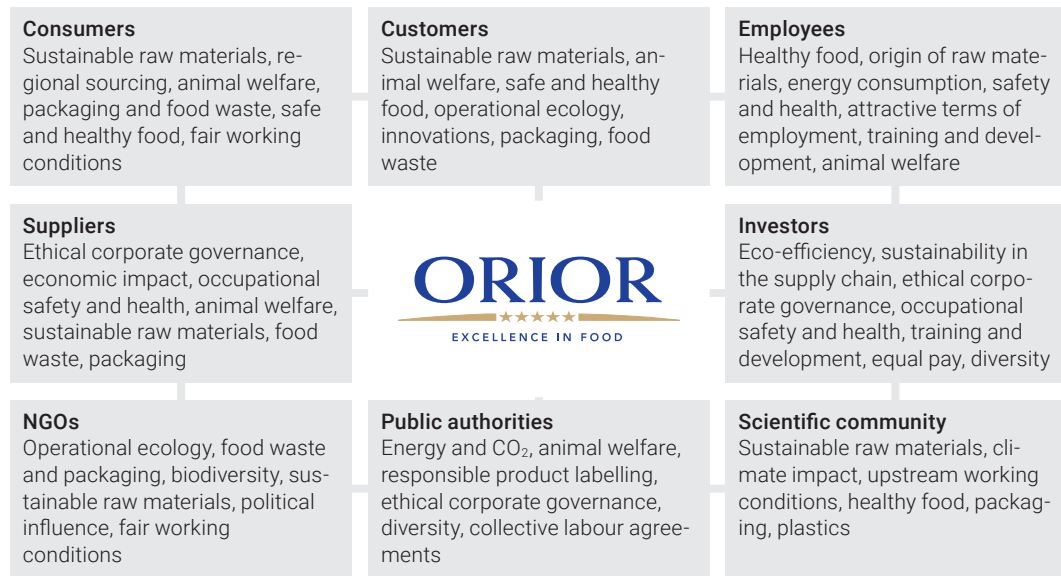 Consumers
Sustainable raw materials, re-
gional sourcing, animal welfare,
packaging and food waste, safe
and healthy food, fair working
conditions
Customers
Sustainable raw materials, an-
imal welfare, safe and healthy
food, operational ecology,
innovations, packaging, food
waste
Employees
Healthy food, origin of raw mate-
rials, energy consumption, safety
and health, attractive terms of
employment, training and devel-
opment, animal welfare
Suppliers
Ethical corporate governance,
economic impact, occupational
safety and health, animal welfare,
sustainable raw materials, food
waste, packaging
ORIOR
EXCELLENCE IN FOOD
Investors
Eco-efficiency, sustainability in
the supply chain, ethical corpo-
rate governance, occupational
safety and health, training and
development, equal pay, diversity
NGOs
Operational ecology, food waste
and packaging, biodiversity, sus-
tainable raw materials, political
influence, fair working
conditions
Public authorities
Energy and CO₂, animal welfare,
responsible product labelling,
ethical corporate governance,
diversity, collective labour agree-
ments
Scientific community
Sustainable raw materials, cli-
mate impact, upstream working
conditions, healthy food, packag-
ing, plastics